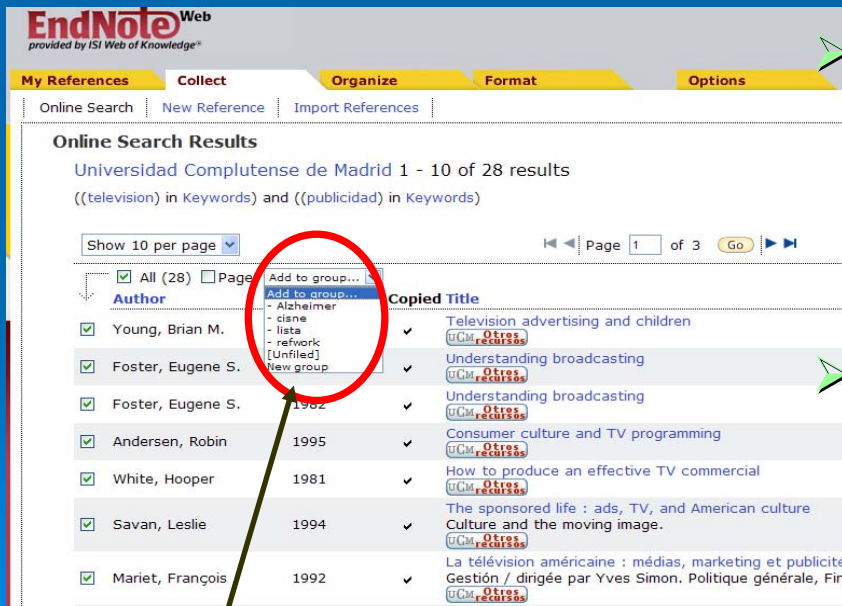 EndNote Web
provided by ISI Web of Knowledge®
My References Collect Organize Format Options
Online Search New Reference Import References
Online Search Results
Universidad Complutense de Madrid 1 - 10 of 28 results
((television) in Keywords) and ((publicidad) in Keywords)
Show 10 per page Page 1 of 3 Go
All (28) Page Add to group...
Author Copied Title
Add to group...
- Alzheimer
- cisne
- lista
- refwork
[Unfiled]
New group
Young, Brian M. Television advertising and children
UCM Otros recursos
Foster, Eugene S. Understanding broadcasting
UCM Otros recursos
Foster, Eugene S. 1982 Understanding broadcasting
UCM Otros recursos
Andersen, Robin 1995 Consumer culture and TV programming
UCM Otros recursos
White, Hooper 1981 How to produce an effective TV commercial
UCM Otros recursos
The sponsored life : ads, TV, and American culture
Savan, Leslie 1994 Culture and the moving image.
UCM Otros recursos
La télévision américaine : médias, marketing et publicité
Mariet, François 1992 Gestión / dirigée par Yves Simon. Politique générale, Fin
UCM Otros recursos